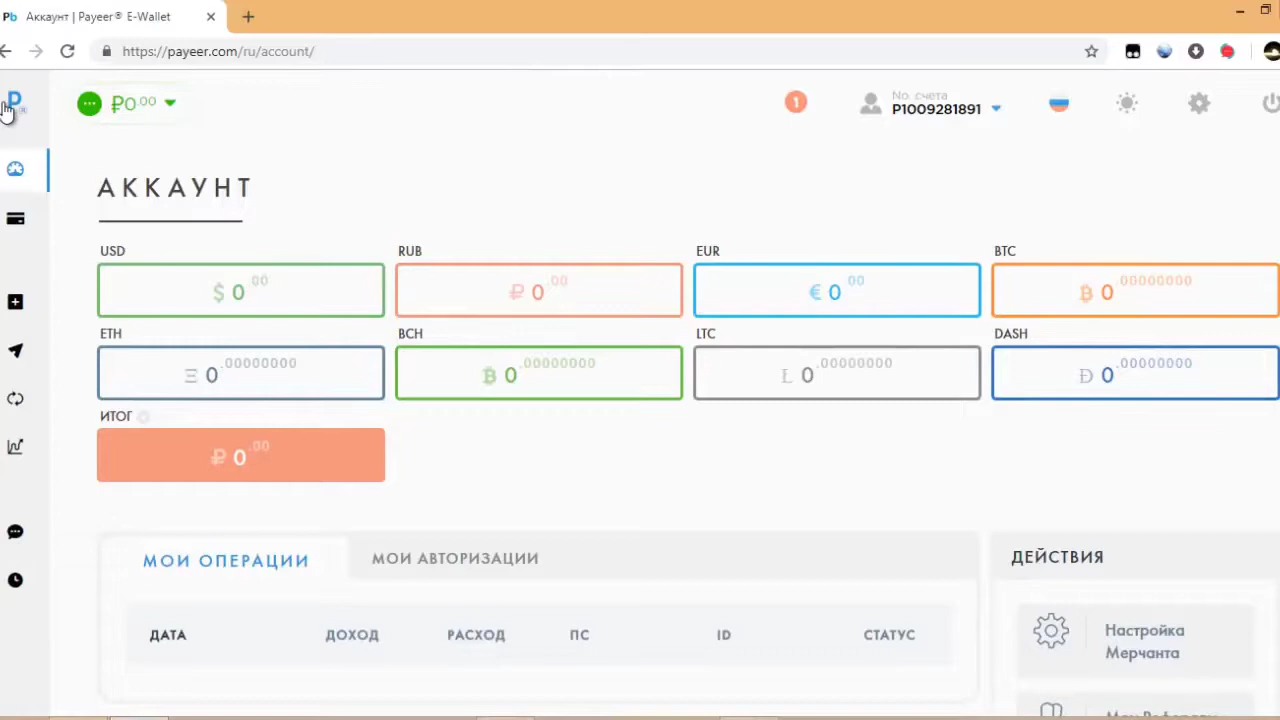 Pb Аккаунт | Payeer® E-Wallet
https://payeer.com/ru/account/
P
₽0.00
1
No. счета
P1009281891
АККАУНТ
USD RUB EUR BTC
$ 0.00 ₽ 0.00 € 0.00 ₿ 0.00000000
ETH BCH LTC DASH
Ξ 0.00000000 ₿ 0.00000000 Ł 0.00000000 Đ 0.00000000
ИТОГ
₽ 0.00
МОИ ОПЕРАЦИИ МОИ АВТОРИЗАЦИИ
ДЕЙСТВИЯ
ДАТА ДОХОД РАСХОД ПС ID СТАТУС
Настройка
Мерчанта